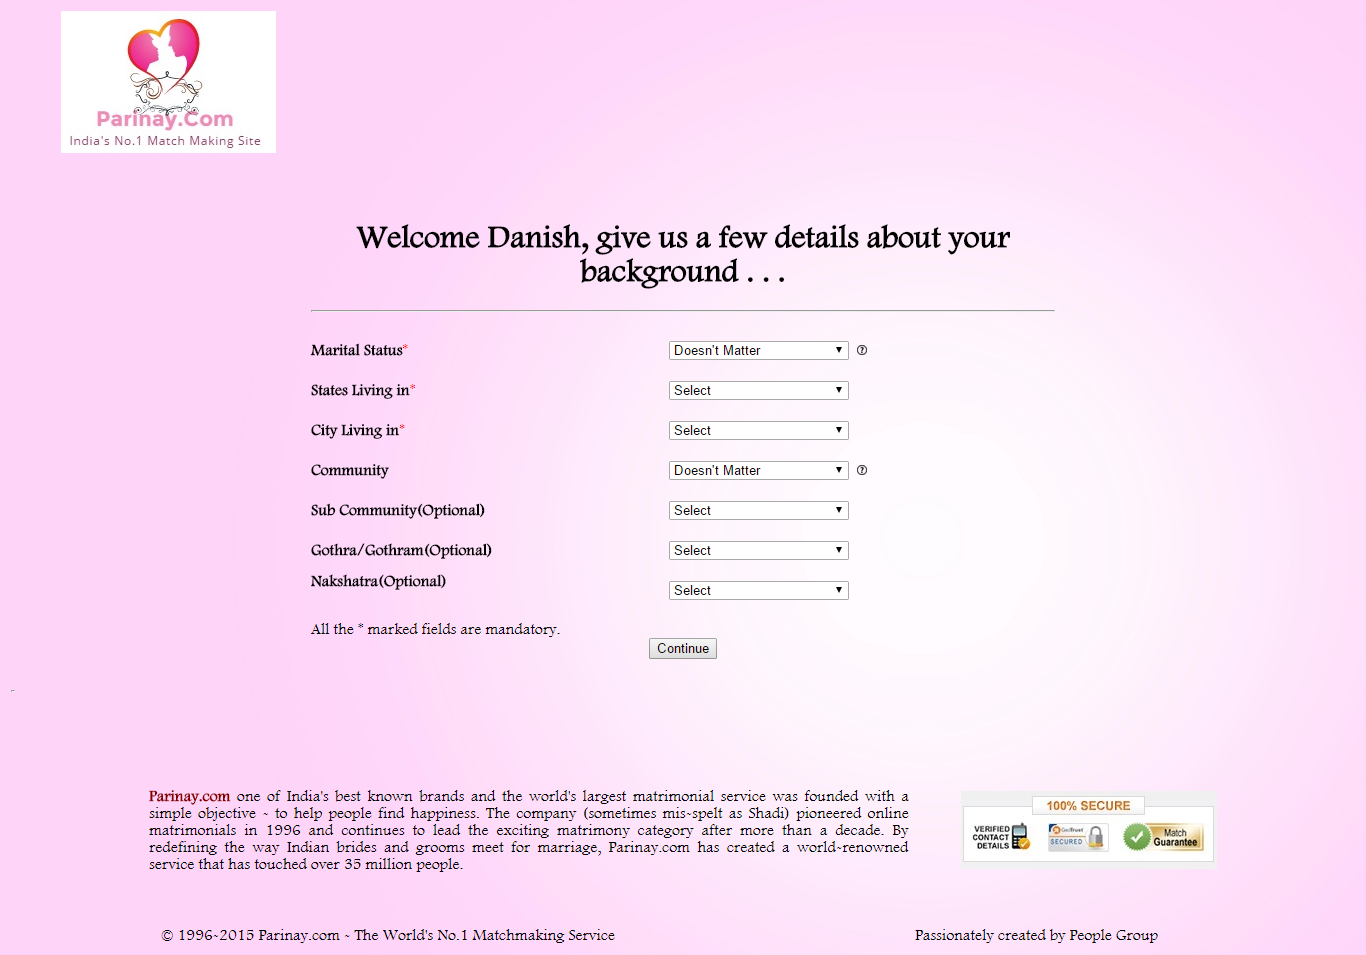 Parinay.Com
India's No.1 Match Making Site
Welcome Danish, give us a few details about your
background . . .
Marital Status*
Doesn't Matter
States Living in*
Select
City Living in*
Select
Community
Doesn't Matter
Sub Community(Optional)
Select
Gothra/Gothram(Optional)
Select
Nakshatra(Optional)
Select
All the * marked fields are mandatory.
Continue
Parinay.com one of India's best known brands and the world's largest matrimonial service was founded with a
simple objective - to help people find happiness. The company (sometimes mis-spelt as Shadi) pioneered online
matrimonials in 1996 and continues to lead the exciting matrimony category after more than a decade. By
redefining the way Indian brides and grooms meet for marriage, Parinay.com has created a world-renowned
service that has touched over 35 million people.
100% SECURE
VERIFIED
CONTACT
DETAILS
GeoTrust
SECURED
Match
Guarantee
© 1996-2015 Parinay.com - The World's No.1 Matchmaking Service
Passionately created by People Group